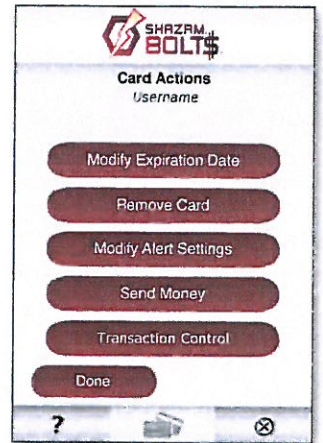 SHAZAM
BOLT$
Card Actions
Username
Modify Expiration Date
Remove Card
Modify Alert Settings
Send Money
Transaction Control
Done
?